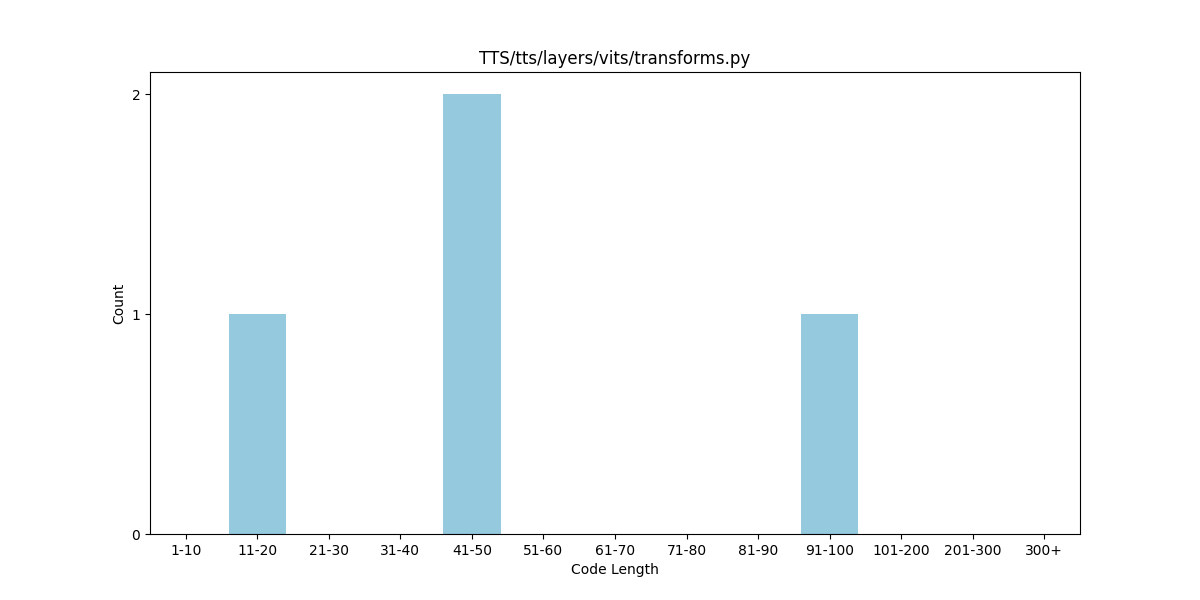 TTS/tts/layers/vits/transforms.py
Count
2
1
0
1-10 11-20 21-30 31-40 41-50 51-60 61-70 71-80 81-90 91-100 101-200 201-300 300+
Code Length